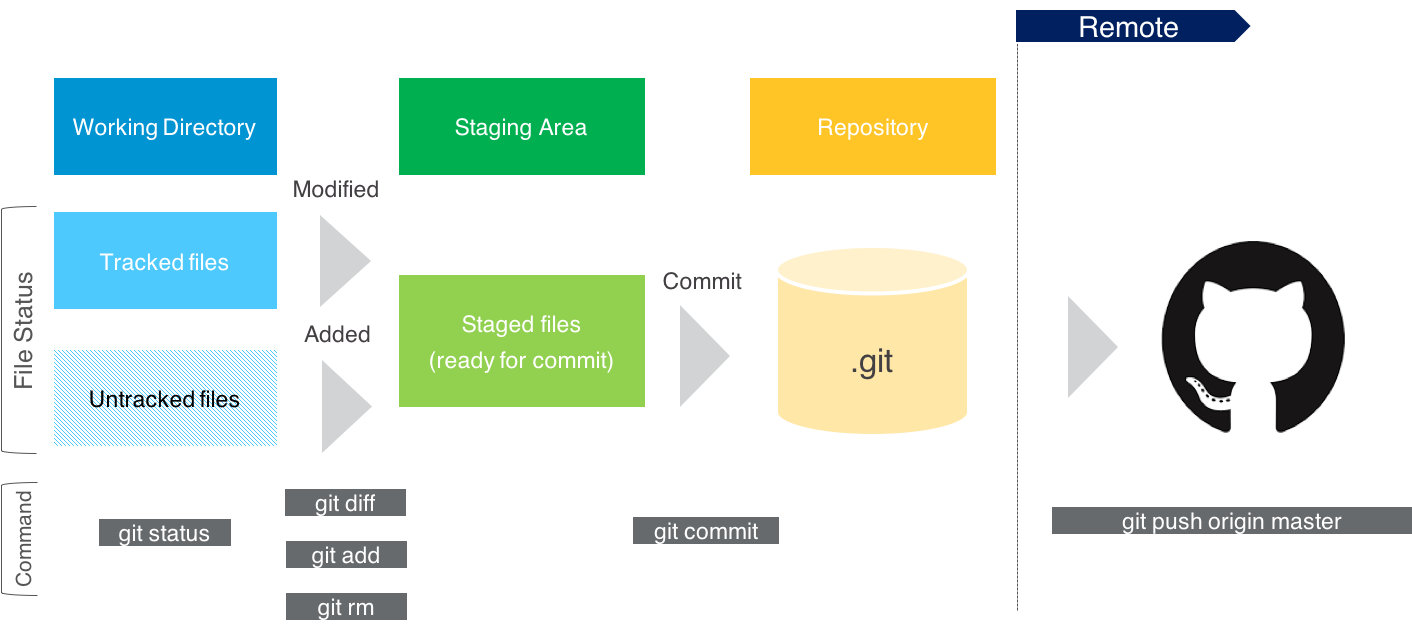 Remote
Working Directory
Staging Area
Repository
Modified
File Status
Tracked files
Commit
Added
Staged files
(ready for commit)
.git
Untracked files
Command
git status
git diff
git add
git rm
git commit
git push origin master